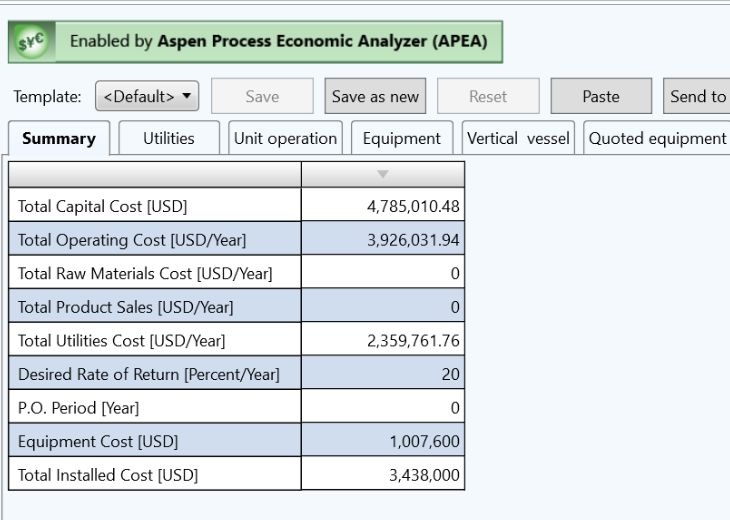 $¥€ Enabled by Aspen Process Economic Analyzer (APEA)
Template: <Default> Save Save as new Reset Paste Send to
Summary Utilities Unit operation Equipment Vertical vessel Quoted equipment
Total Capital Cost [USD] 4,785,010.48
Total Operating Cost [USD/Year] 3,926,031.94
Total Raw Materials Cost [USD/Year] 0
Total Product Sales [USD/Year] 0
Total Utilities Cost [USD/Year] 2,359,761.76
Desired Rate of Return [Percent/Year] 20
P.O. Period [Year] 0
Equipment Cost [USD] 1,007,600
Total Installed Cost [USD] 3,438,000